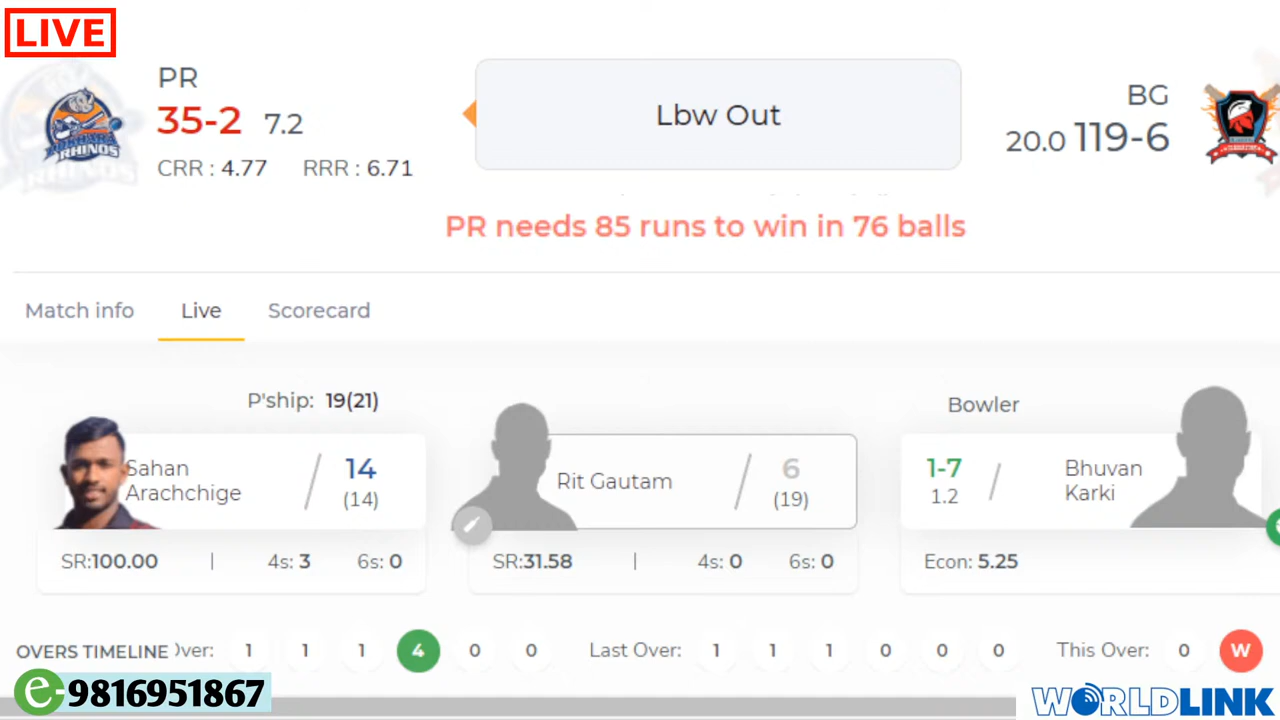 LIVE
PR
35-2 7.2
CRR : 4.77 RRR : 6.71
Lbw Out
BG
20.0 119-6
RHINOS
PR needs 85 runs to win in 76 balls
Match info Live Scorecard
P'ship: 19(21)
Sahan
Arachchige
14
(14)
SR:100.00 | 4s: 3 6s: 0
Rit Gautam
6
(19)
SR:31.58 | 4s: 0 6s: 0
Bowler
1-7
1.2
Bhuvan
Karki
Econ: 5.25
OVERS TIMELINE ver: 1 1 1 4 0 0 Last Over: 1 1 1 0 0 0 This Over: 0 W
e-9816951867
WORLDLINK